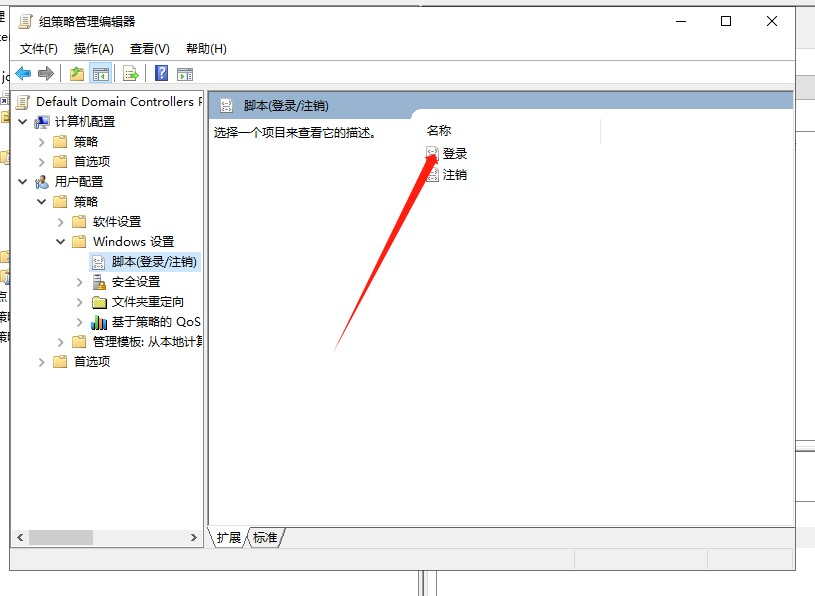 组策略管理编辑器
文件(F) 操作(A) 查看(V) 帮助(H)
Default Domain Controllers
计算机配置
策略
首选项
用户配置
策略
软件设置
Windows 设置
脚本(登录/注销)
安全设置
文件夹重定向
基于策略的 QoS
管理模板: 从本地计算
首选项
脚本(登录/注销)
选择一个项目来查看它的描述。
名称
登录
注销
扩展 标准